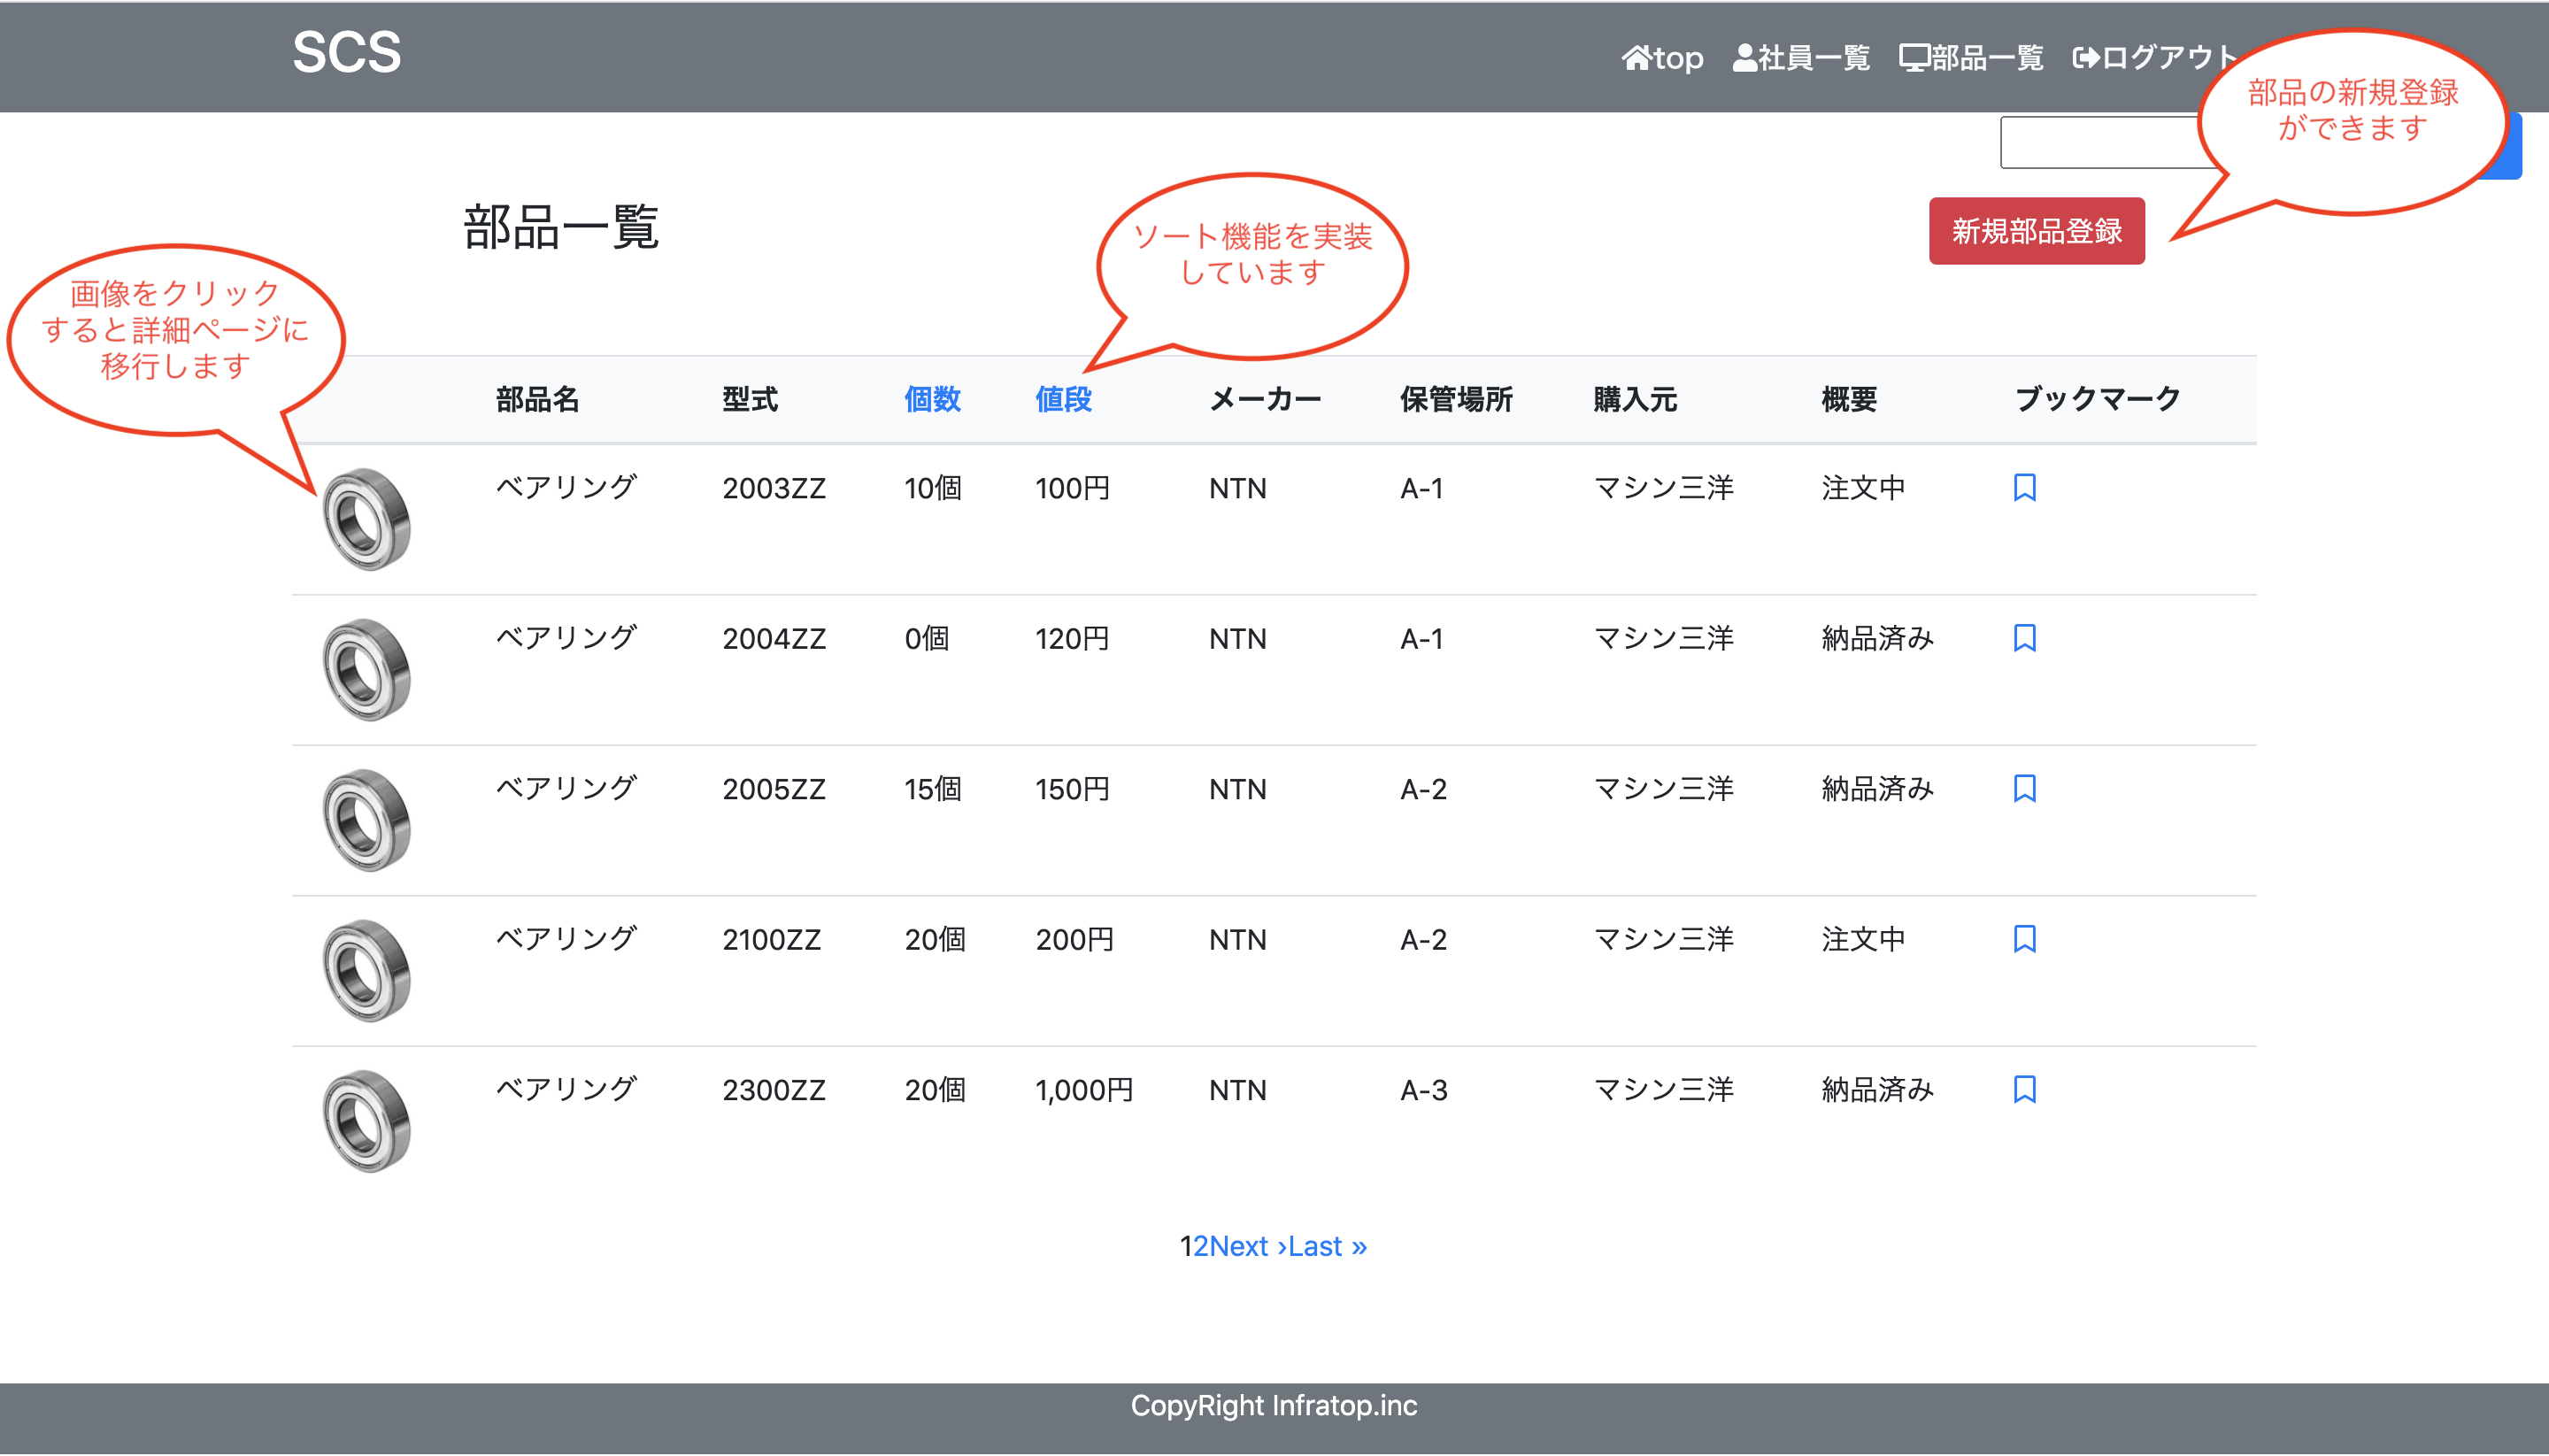 SCS
top 社員一覧 部品一覧 ログアウト
部品の新規登録
ができます
部品一覧
ソート機能を実装
しています
新規部品登録
画像をクリック
すると詳細ページに
移行します
部品名 型式 個数 値段 メーカー 保管場所 購入元 概要 ブックマーク
ベアリング 2003ZZ 10個 100円 NTN A-1 マシン三洋 注文中
ベアリング 2004ZZ 0個 120円 NTN A-1 マシン三洋 納品済み
ベアリング 2005ZZ 15個 150円 NTN A-2 マシン三洋 納品済み
ベアリング 2100ZZ 20個 200円 NTN A-2 マシン三洋 注文中
ベアリング 2300ZZ 20個 1,000円 NTN A-3 マシン三洋 納品済み
12Next ›Last »
CopyRight Infratop.inc